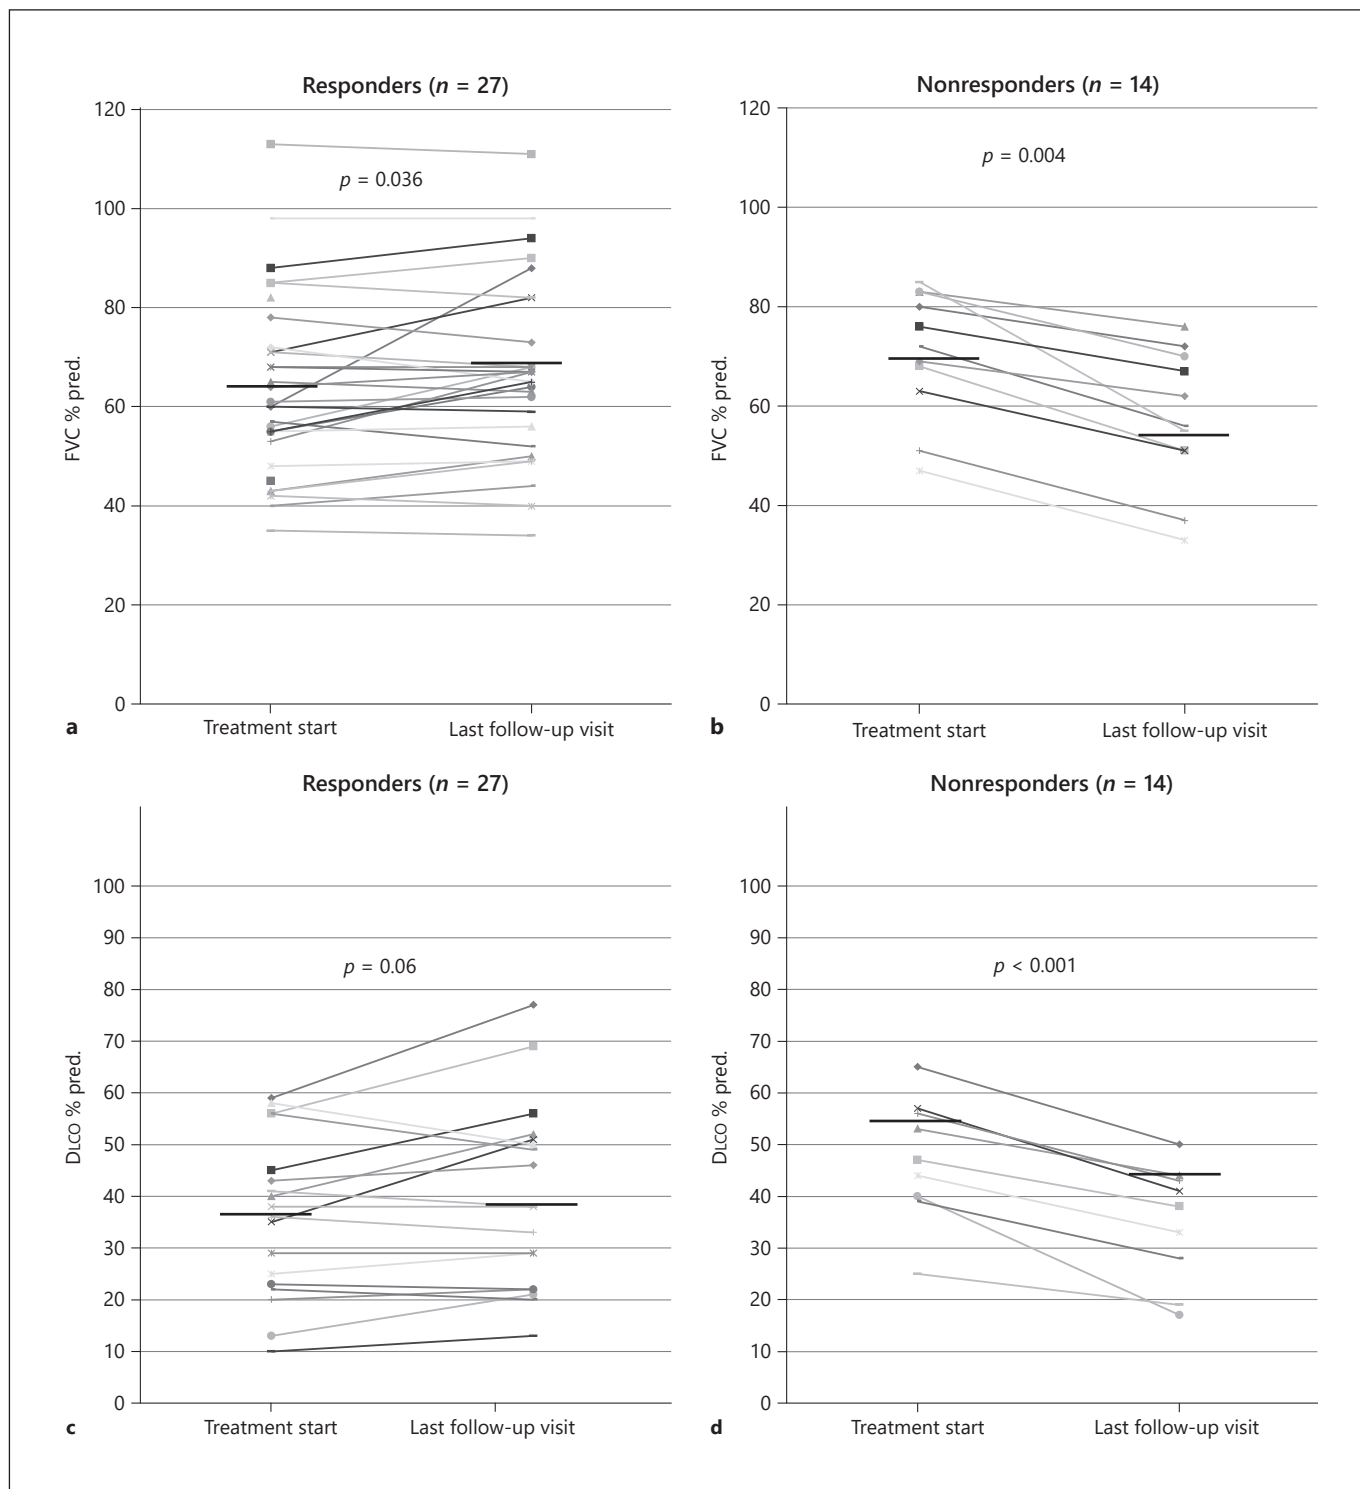 Responders (n = 27)
120
100
80
60
40
20
0
FVC % pred.
p = 0.036
a
Treatment start
Last follow-up visit
Nonresponders (n = 14)
120
100
80
60
40
20
0
FVC % pred.
p = 0.004
b
Treatment start
Last follow-up visit
Responders (n = 27)
100
90
80
70
60
50
40
30
20
10
0
DLCO % pred.
p = 0.06
c
Treatment start
Last follow-up visit
Nonresponders (n = 14)
100
90
80
70
60
50
40
30
20
10
0
DLCO % pred.
p < 0.001
d
Treatment start
Last follow-up visit